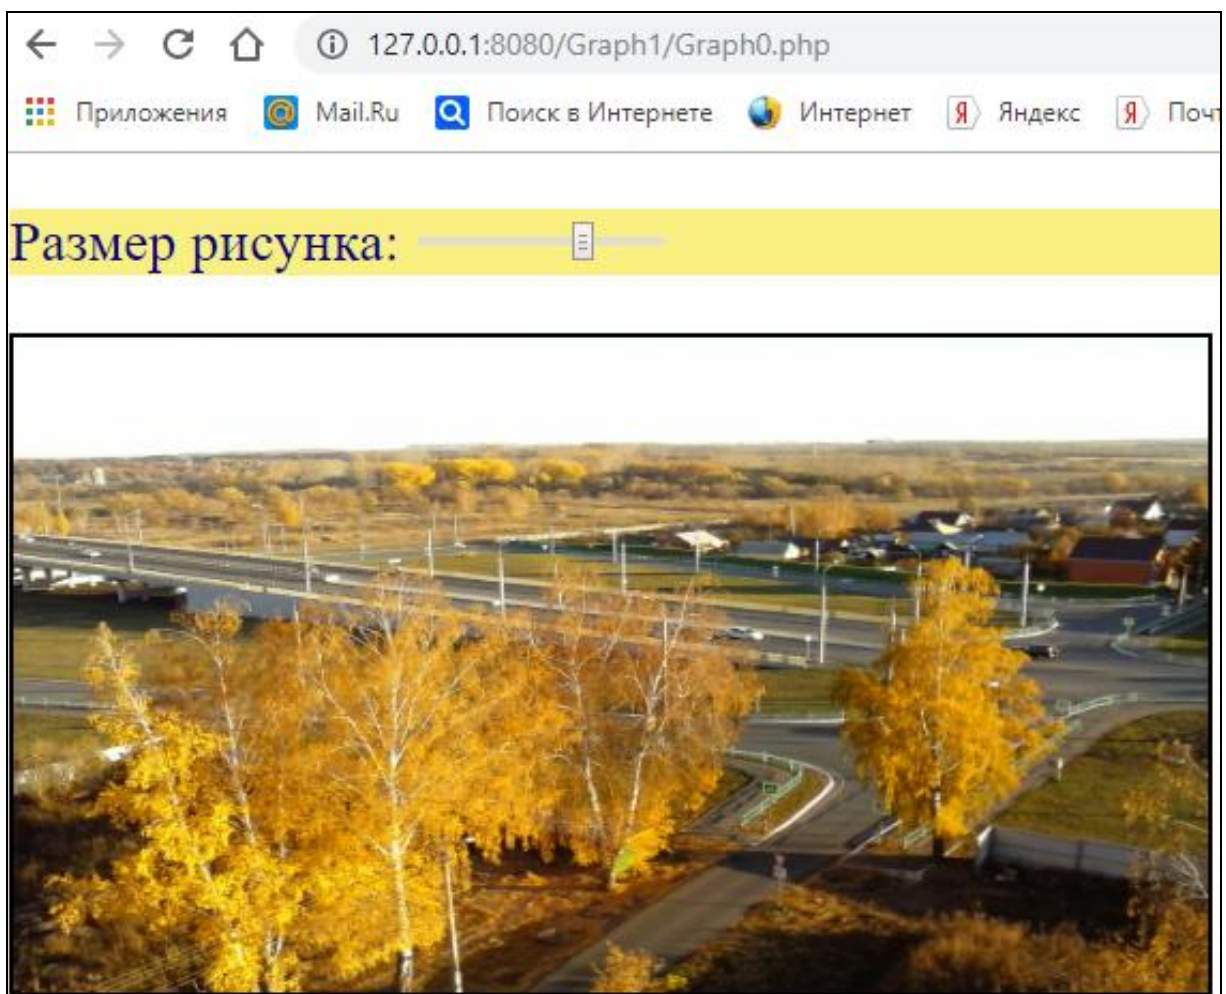 127.0.0.1:8080/Graph1/Graph0.php
Приложения Mail.Ru Поиск в Интернете Интернет Я Яндекс Я
Размер рисунка: